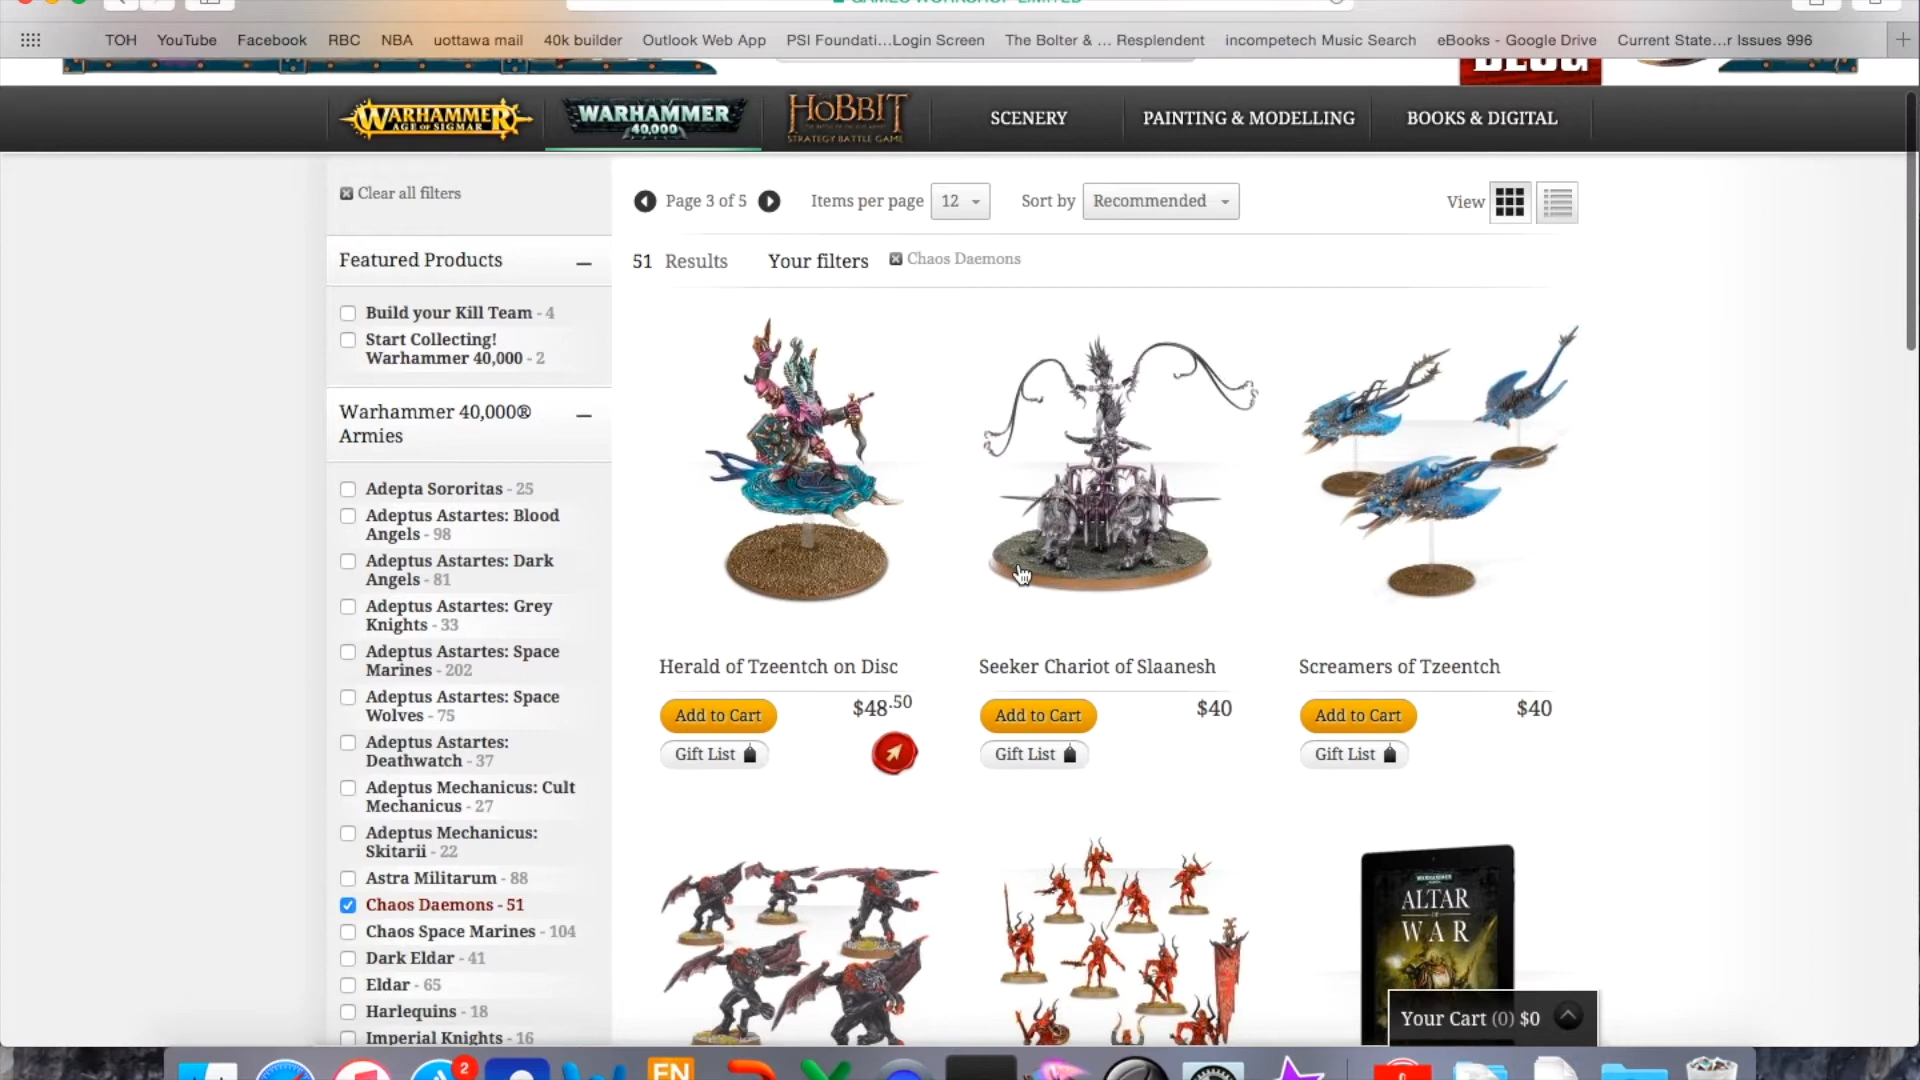 GAMES WORKSHOP LIMITED
TOH YouTube Facebook RBC NBA uottawa mail 40k builder Outlook Web App PSI Foundati...Login Screen The Bolter & ... Resplendent incompetech Music Search eBooks - Google Drive Current State...r Issues 996
BLOG
WARHAMMER AGE OF SIGMAR
WARHAMMER 40,000
THE HOBBIT STRATEGY BATTLE GAME
SCENERY
PAINTING & MODELLING
BOOKS & DIGITAL
Clear all filters
Page 3 of 5 Items per page 12 Sort by Recommended View
Featured Products
51 Results Your filters Chaos Daemons
Build your Kill Team - 4
Start Collecting!
Warhammer 40,000 - 2
Warhammer 40,000®
Armies
Adepta Sororitas - 25
Adeptus Astartes: Blood
Angels - 98
Adeptus Astartes: Dark
Angels - 81
Adeptus Astartes: Grey
Knights - 33
Adeptus Astartes: Space
Marines - 202
Adeptus Astartes: Space
Wolves - 75
Adeptus Astartes:
Deathwatch - 37
Adeptus Mechanicus: Cult
Mechanicus - 27
Adeptus Mechanicus:
Skitarii - 22
Astra Militarum - 88
Chaos Daemons - 51
Chaos Space Marines - 104
Dark Eldar - 41
Eldar - 65
Harlequins - 18
Imperial Knights - 16
Herald of Tzeentch on Disc
Add to Cart $48.50
Gift List
Seeker Chariot of Slaanesh
Add to Cart $40
Gift List
Screamers of Tzeentch
Add to Cart $40
Gift List
WARHAMMER
ALTAR
OF
WAR
Your Cart (0) $0
2
EN